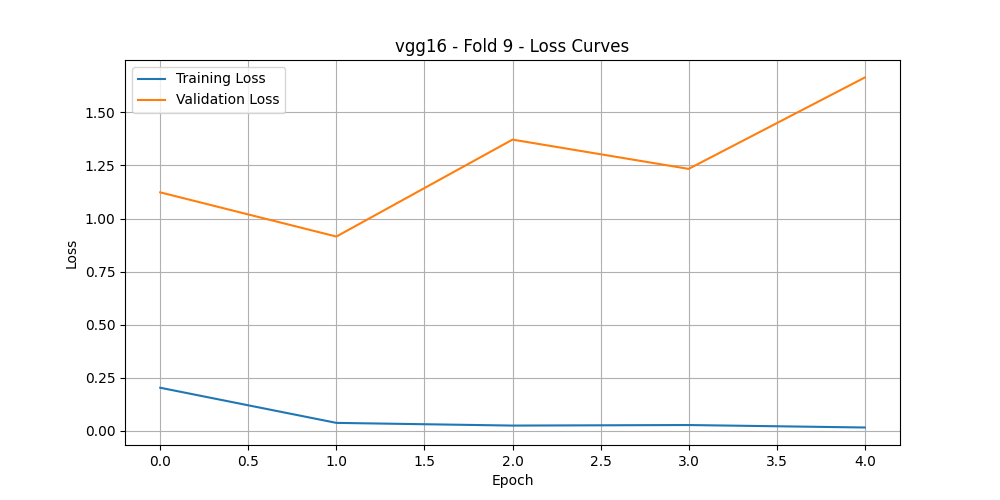 vgg16 - Fold 9 - Loss Curves
Training Loss
Validation Loss
1.50
1.25
1.00
0.75
0.50
0.25
0.00
Loss
0.0 0.5 1.0 1.5 2.0 2.5 3.0 3.5 4.0
Epoch